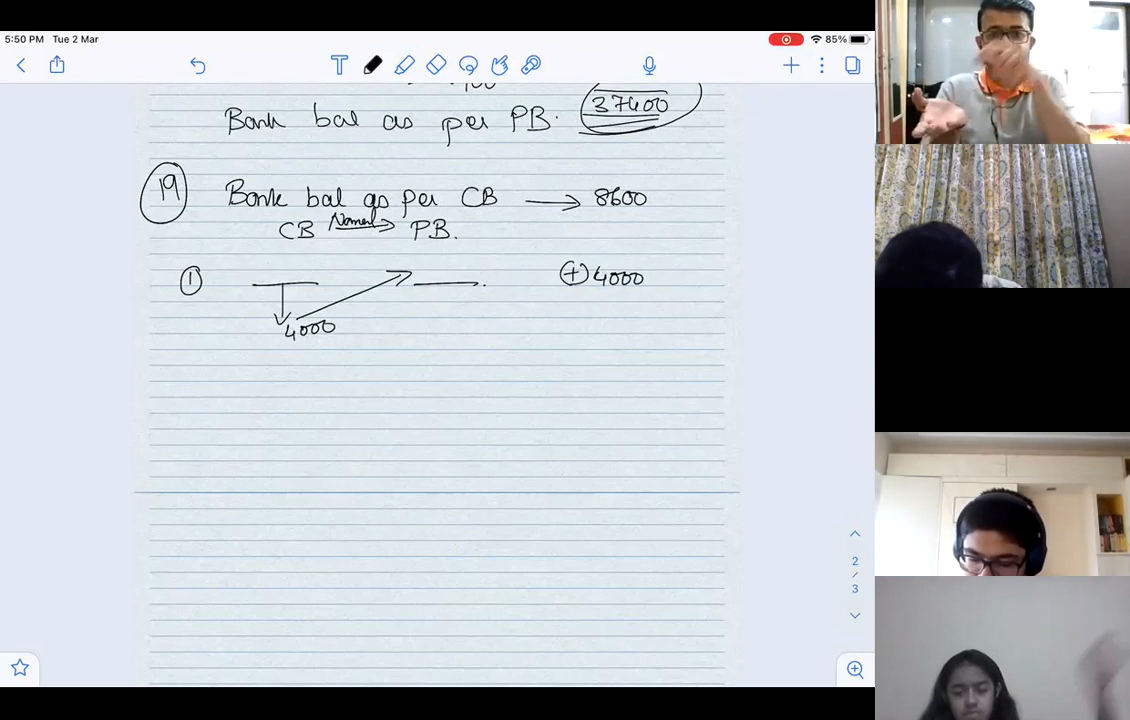 5:50 PM Tue 2 Mar
85%
T
Bank bal as per PB. 37400
19 Bank bal as per CB → 8600
CB Normal → PB.
1 (+) 4000
4000
2
/
3